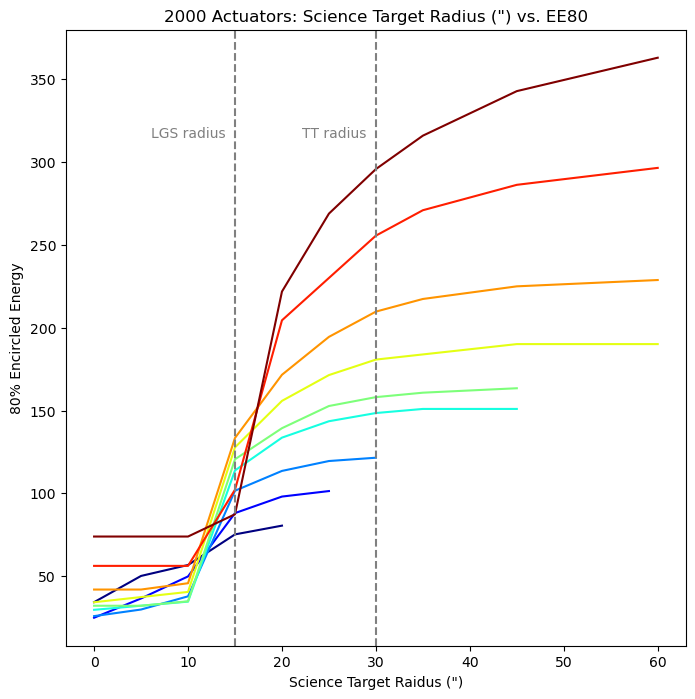 2000 Actuators: Science Target Radius (") vs. EE80
350
300
250
200
150
100
50
80% Encircled Energy
LGS radius
TT radius
0
10
20
30
40
50
60
Science Target Raidus (")